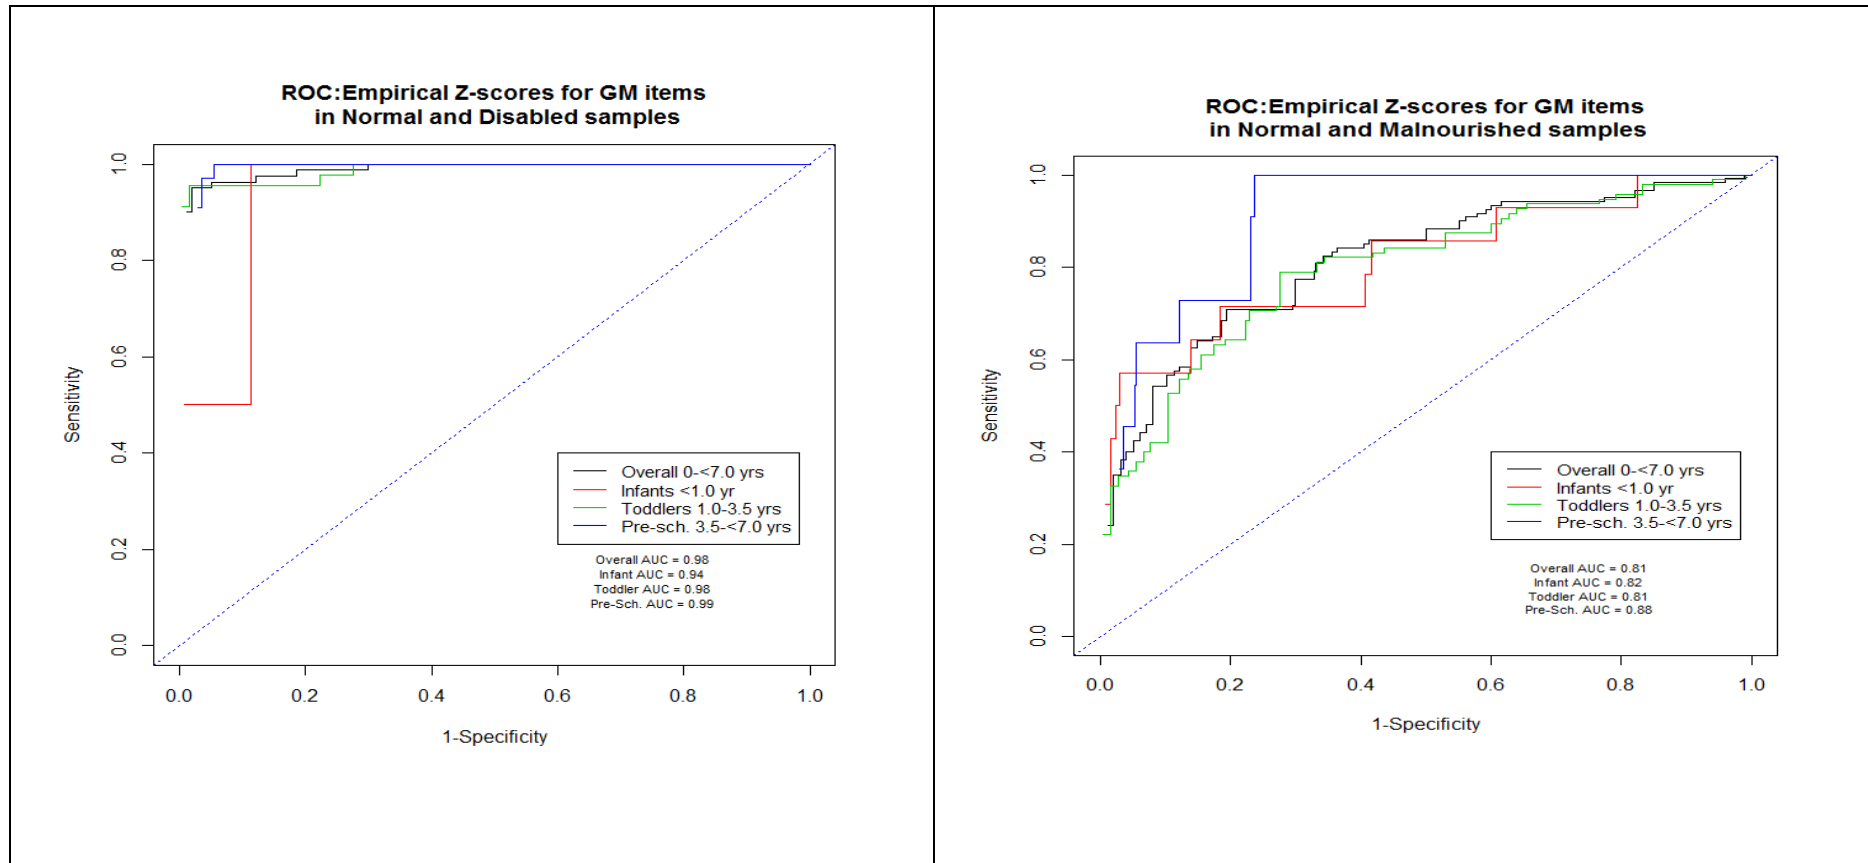 ROC:Empirical Z-scores for GM items
in Normal and Disabled samples
1.0
0.8
0.6
0.4
0.2
0.0
Sensitivity
Overall 0-<7.0 yrs
Infants <1.0 yr
Toddlers 1.0-3.5 yrs
Pre-sch. 3.5-<7.0 yrs
Overall AUC = 0.98
Infant AUC = 0.94
Toddler AUC = 0.98
Pre-Sch. AUC = 0.99
0.0 0.2 0.4 0.6 0.8 1.0
1-Specificity
ROC:Empirical Z-scores for GM items
in Normal and Malnourished samples
1.0
0.8
0.6
0.4
0.2
0.0
Sensitivity
Overall 0-<7.0 yrs
Infants <1.0 yr
Toddlers 1.0-3.5 yrs
Pre-sch. 3.5-<7.0 yrs
Overall AUC = 0.81
Infant AUC = 0.82
Toddler AUC = 0.81
Pre-Sch. AUC = 0.88
0.0 0.2 0.4 0.6 0.8 1.0
1-Specificity